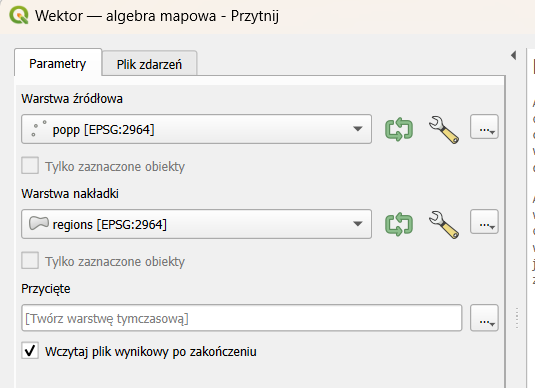 Wektor — algebra mapowa - Przytnij
Parametry
Plik zdarzeń
Warstwa źródłowa
popp [EPSG:2964]
...
Tylko zaznaczone obiekty
Warstwa nakładki
regions [EPSG:2964]
...
Tylko zaznaczone obiekty
Przycięte
[Twórz warstwę tymczasową]
...
Wczytaj plik wynikowy po zakończeniu